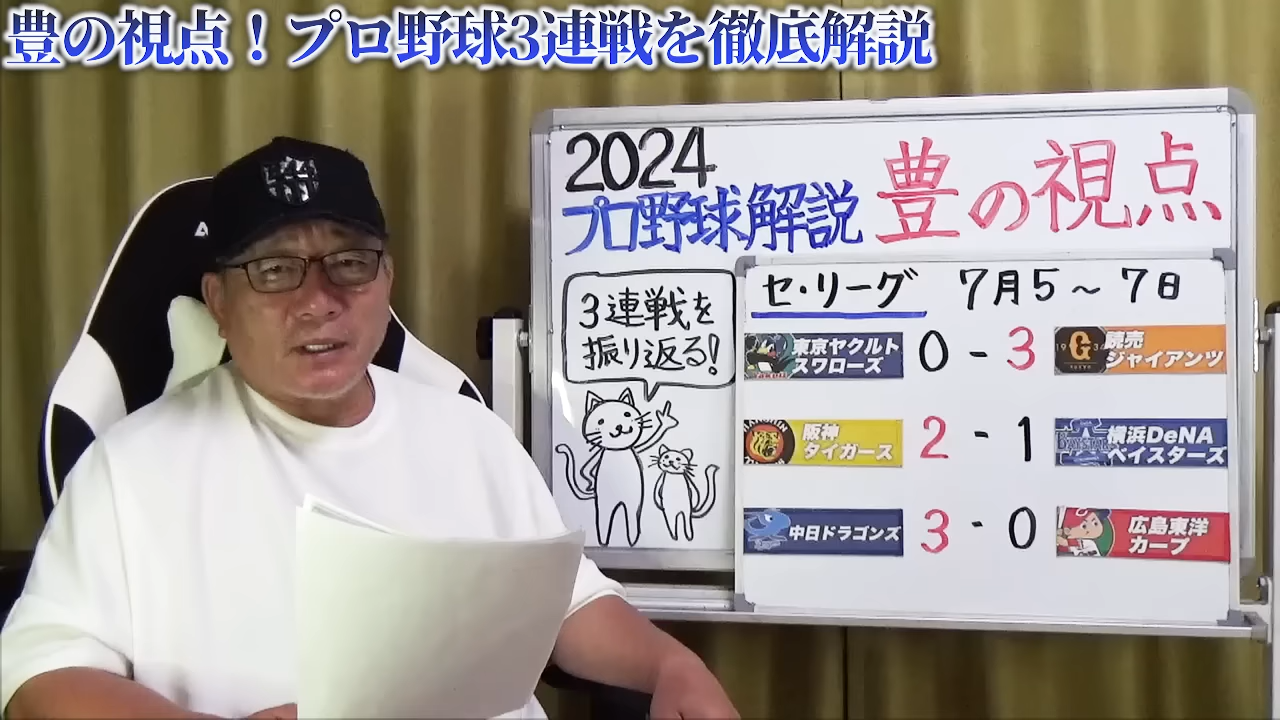 豊の視点！プロ野球3連戦を徹底解説
2024
プロ野球解説 豊の視点
3連戦を
振り返る！
セ・リーグ 7月5～7日
東京ヤクルト
スワローズ
0 - 3
読売
ジャイアンツ
阪神
タイガース
2 - 1
横浜DeNA
ベイスターズ
中日ドラゴンズ
3 - 0
広島東洋
カープ